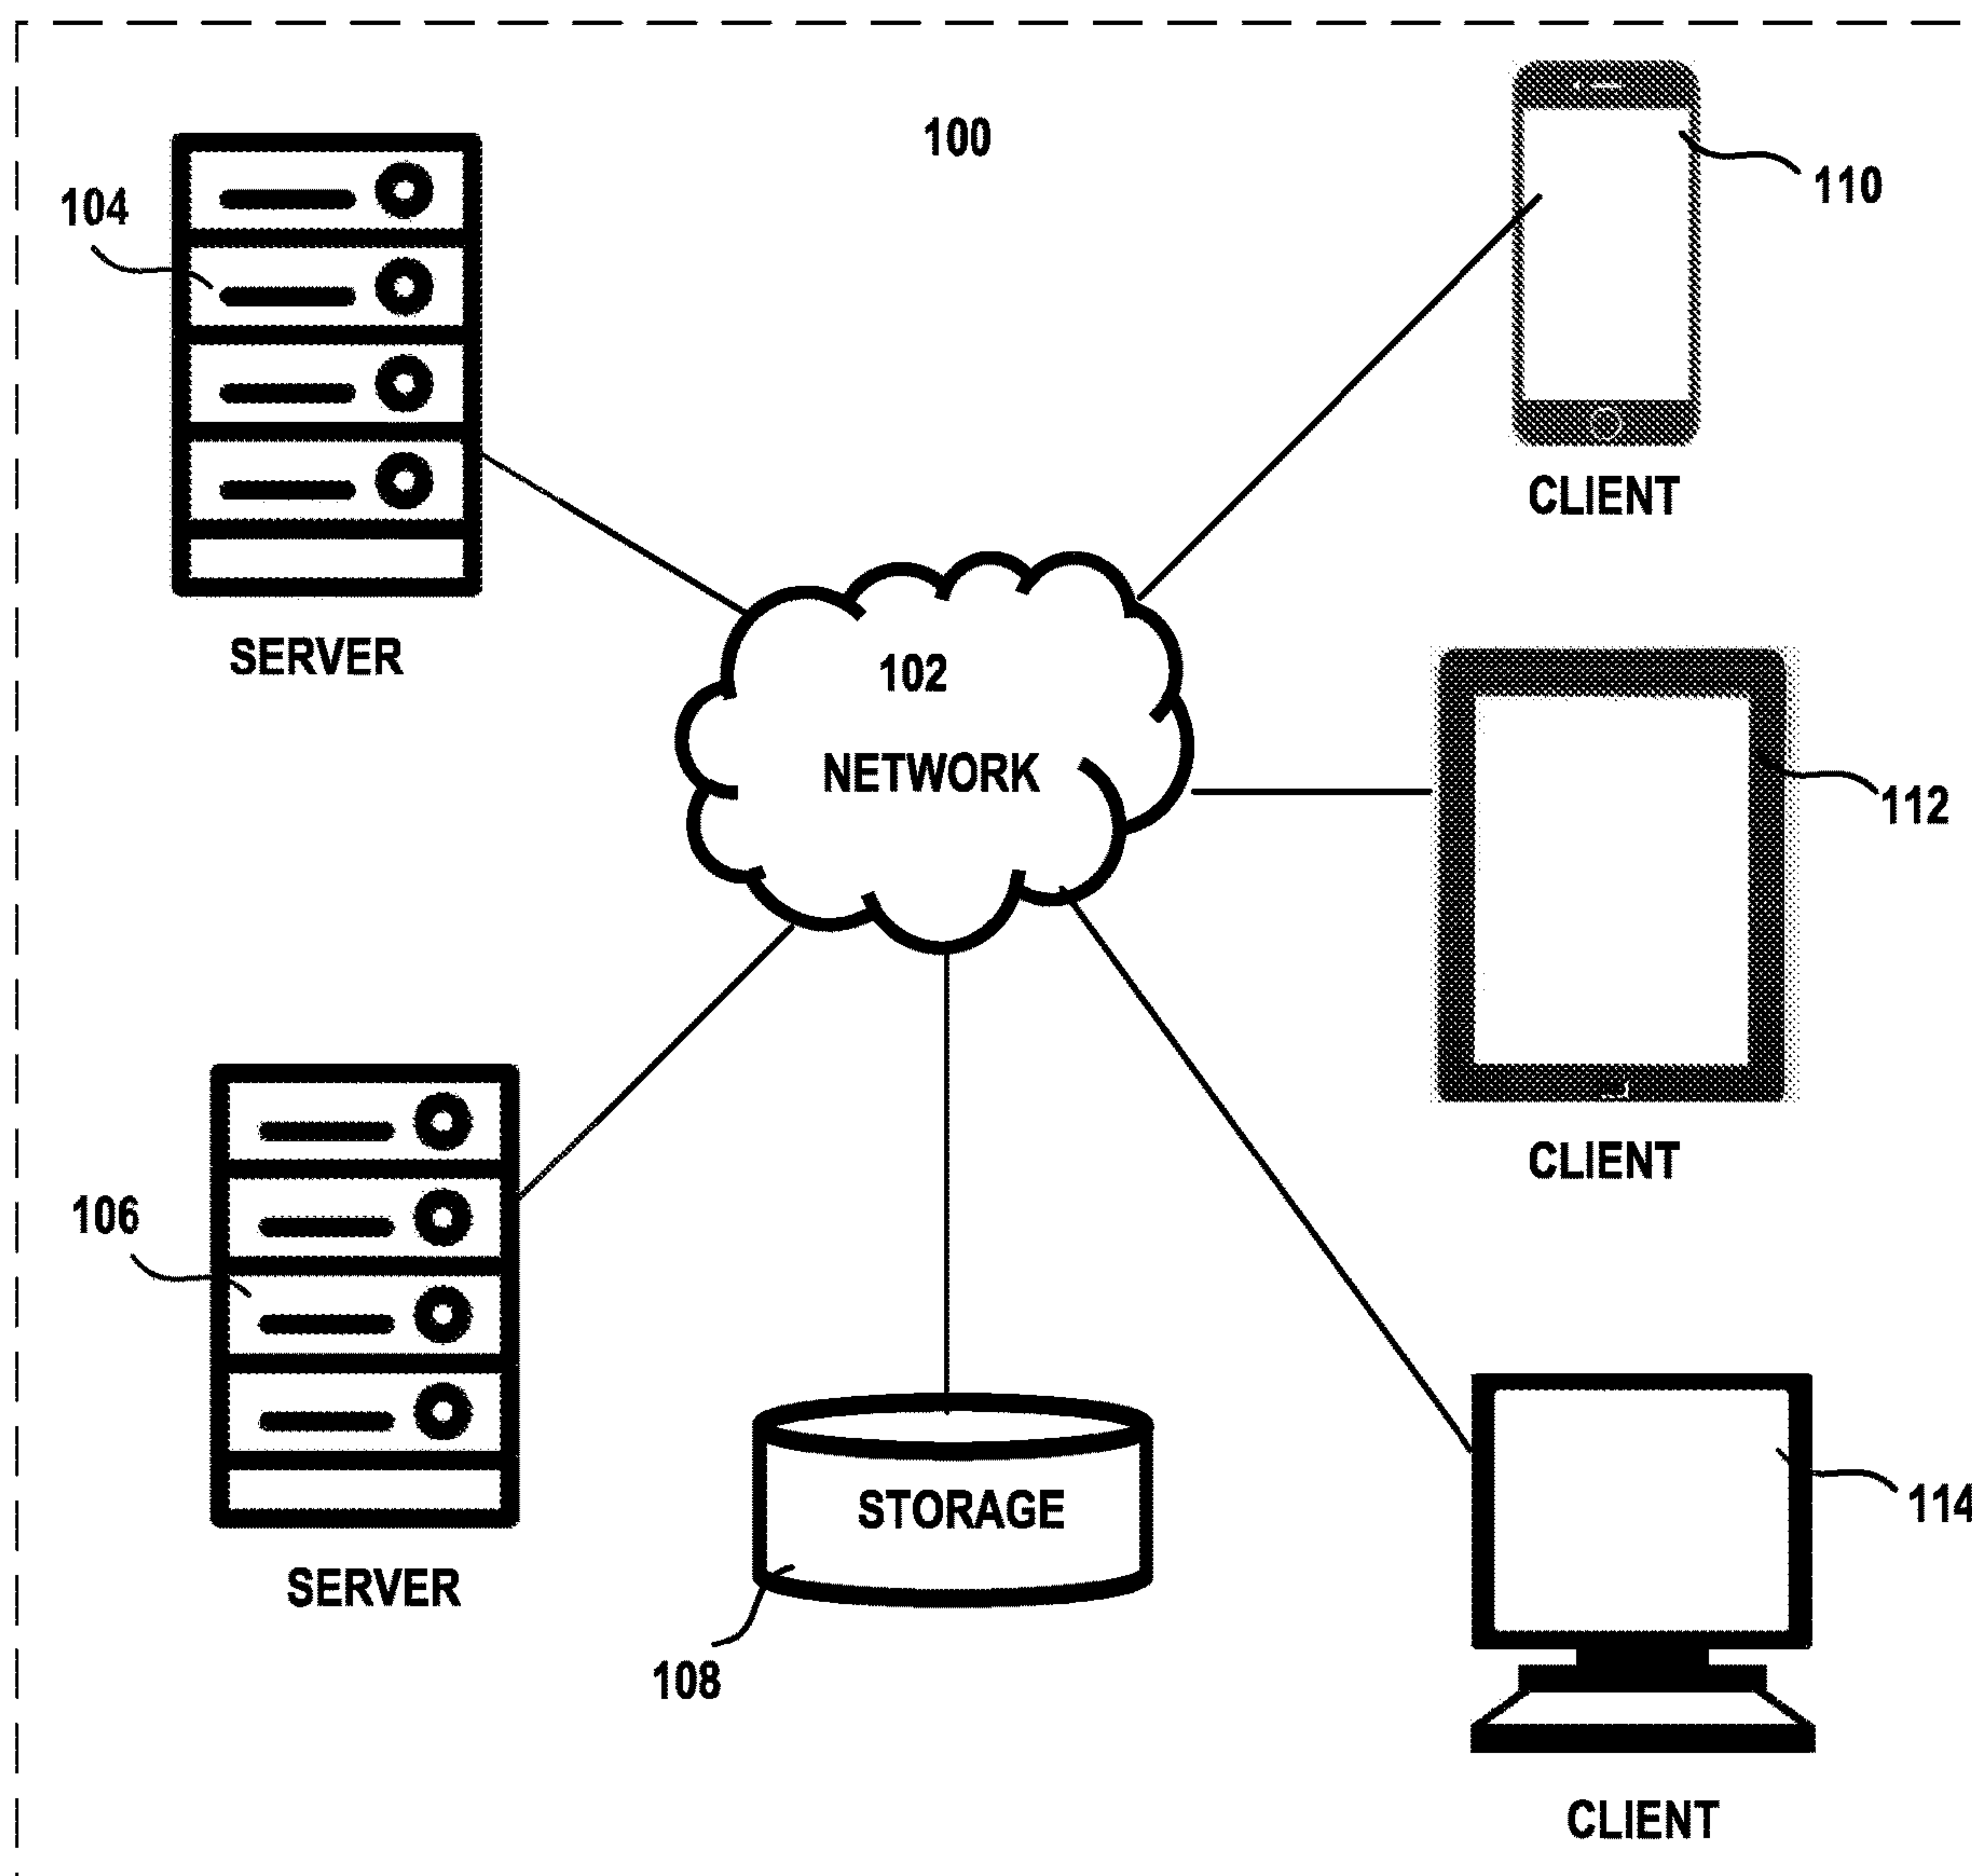 100
104
110
CLIENT
SERVER
102
NETWORK
112
CLIENT
106
STORAGE
114
SERVER
108
CLIENT